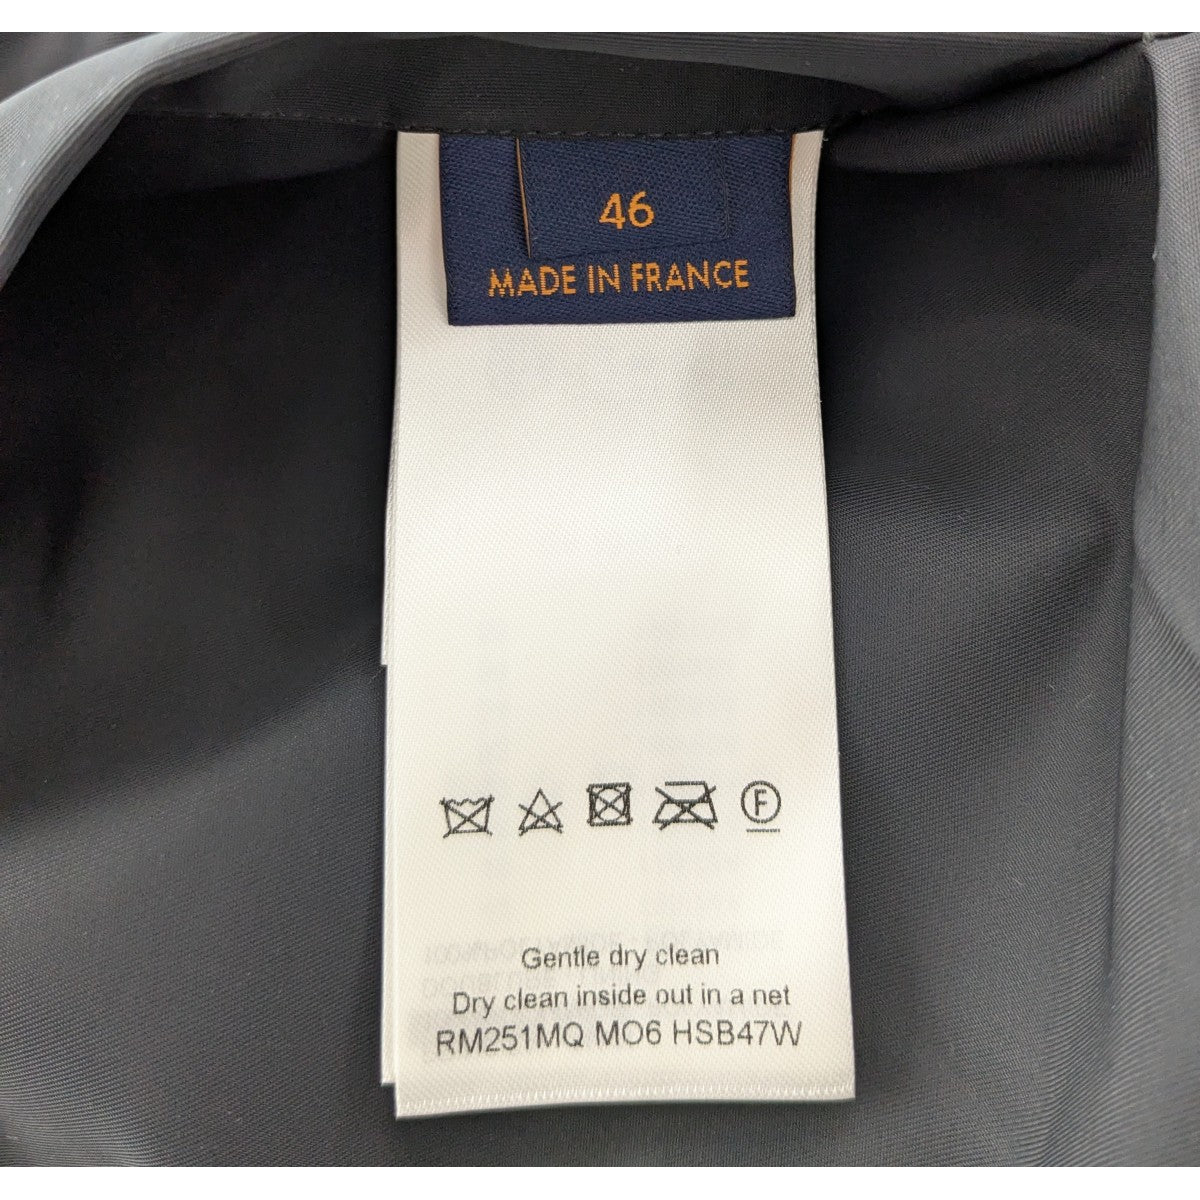 46
MADE IN FRANCE
F
Gentle dry clean
Dry clean inside out in a net
RM251MQ MO6 HSB47W